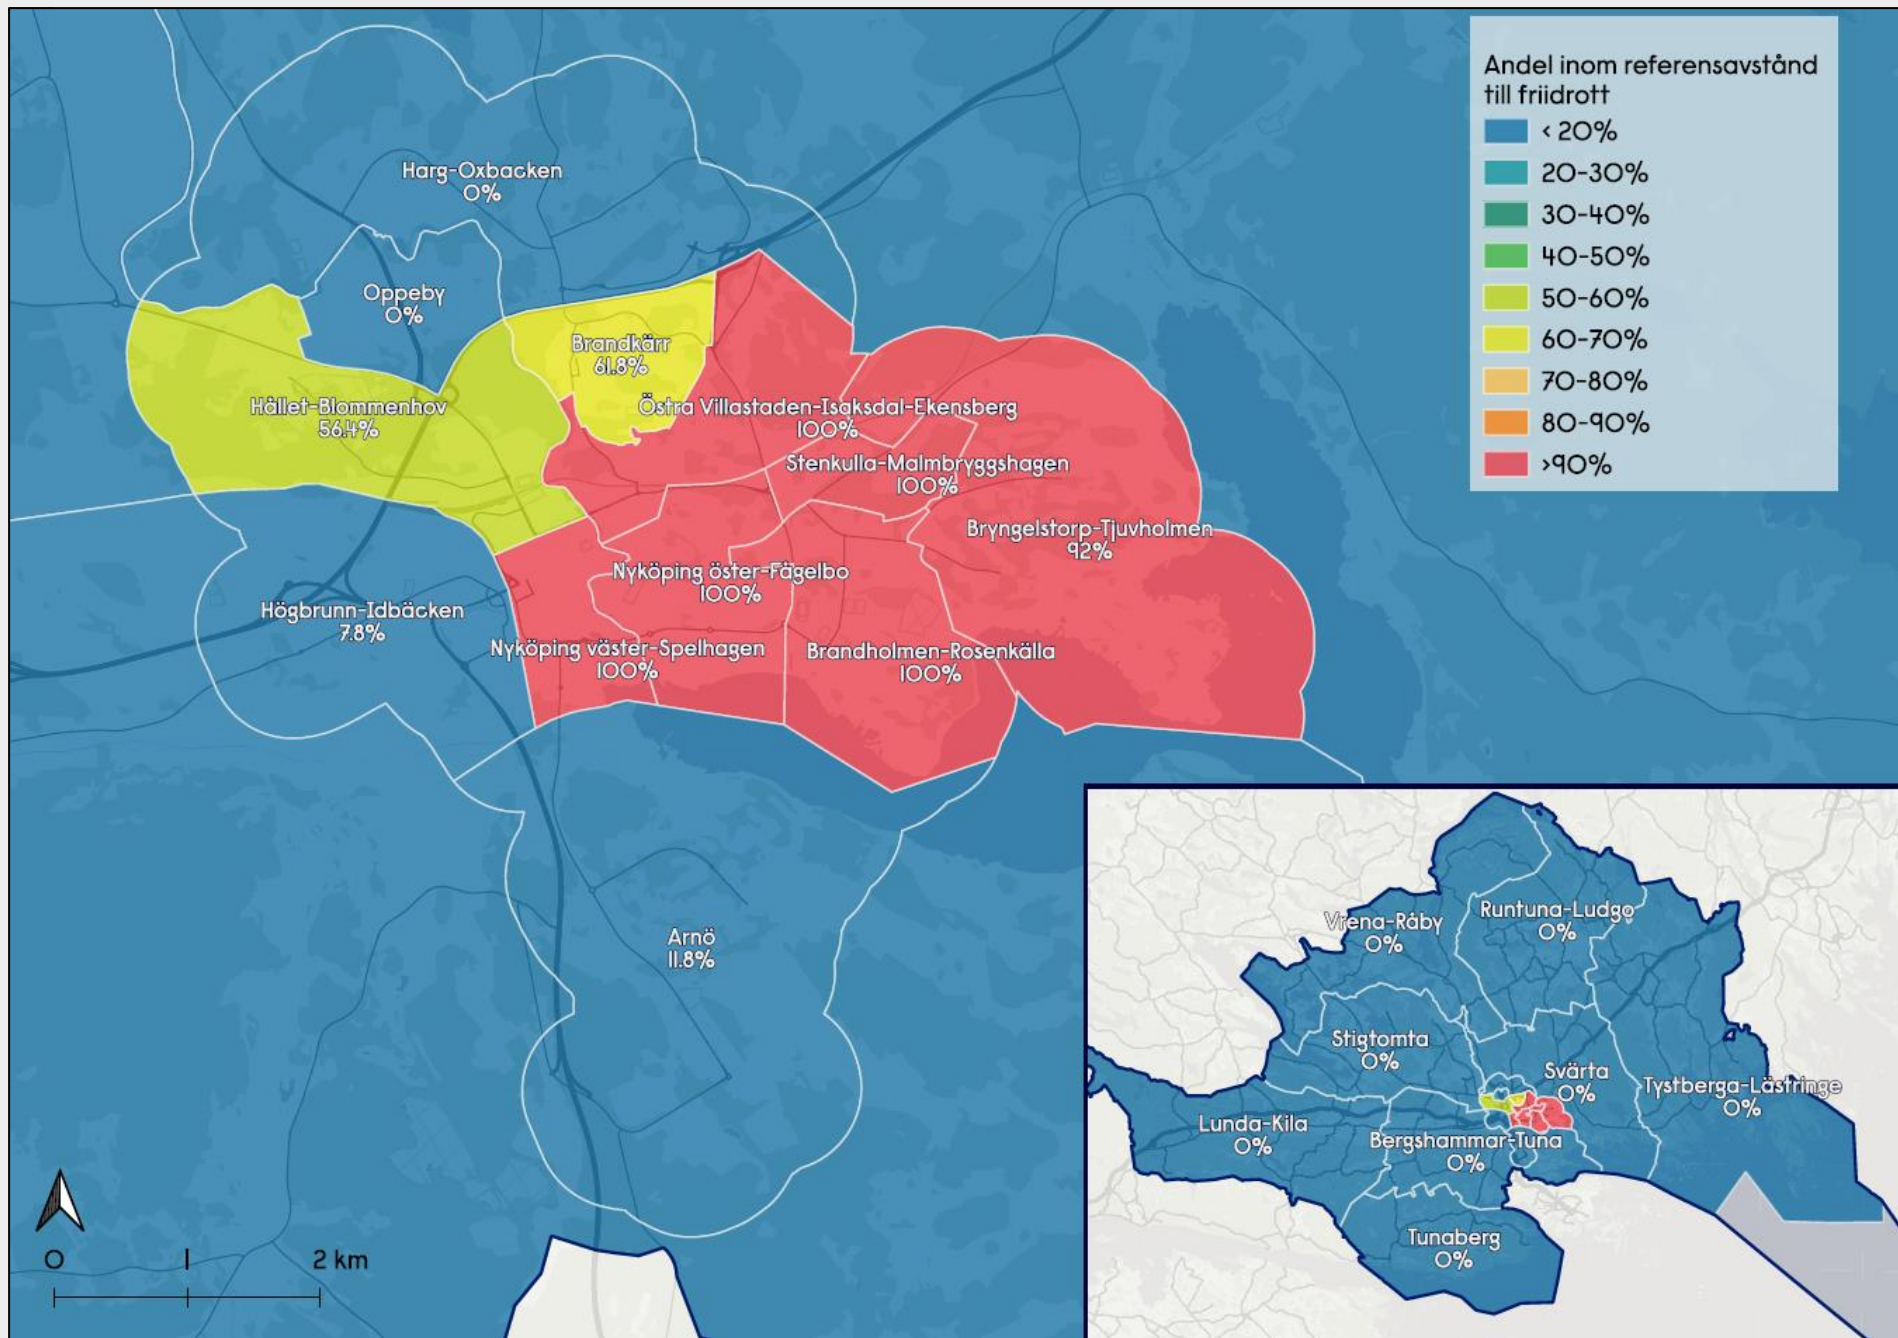 Andel inom referensavstånd
till friidrott
< 20%
20-30%
30-40%
40-50%
50-60%
60-70%
70-80%
80-90%
>90%
Harg-Oxbacken
0%
Oppeby
0%
Brandkärr
61.8%
Hållet-Blommenhov
56.4%
Östra Villastaden-Isaksdal-Ekensberg
100%
Stenkulla-Malmbryggshagen
100%
Bryngelstorp-Tjuvholmen
92%
Nyköping öster-Fågelbo
100%
Högbrunn-Idbäcken
7.8%
Nyköping väster-Spelhagen
100%
Brandholmen-Rosenkälla
100%
Arnö
11.8%
Vrena-Råby
0%
Runtuna-Ludgo
0%
Stigtomta
0%
Svärta
0%
Tystberga-Lästringe
0%
Lunda-Kila
0%
Bergshammar-Tuna
0%
Tunaberg
0%
0 1 2 km